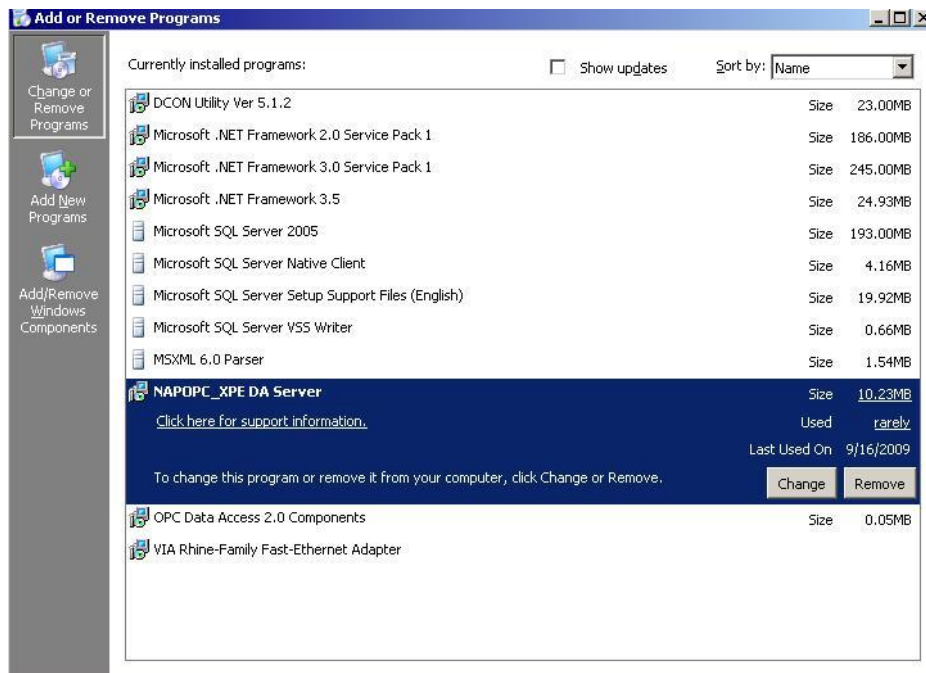 Add or Remove Programs
Change or
Remove
Programs
Add New
Programs
Add/Remove
Windows
Components
Currently installed programs:
Show updates
Sort by: Name
DCON Utility Ver 5.1.2 Size 23.00MB
Microsoft .NET Framework 2.0 Service Pack 1 Size 186.00MB
Microsoft .NET Framework 3.0 Service Pack 1 Size 245.00MB
Microsoft .NET Framework 3.5 Size 24.93MB
Microsoft SQL Server 2005 Size 193.00MB
Microsoft SQL Server Native Client Size 4.16MB
Microsoft SQL Server Setup Support Files (English) Size 19.92MB
Microsoft SQL Server VSS Writer Size 0.66MB
MSXML 6.0 Parser Size 1.54MB
NAPOPC_XPE DA Server Size 10.23MB
Click here for support information. Used rarely
Last Used On 9/16/2009
To change this program or remove it from your computer, click Change or Remove. Change Remove
OPC Data Access 2.0 Components Size 0.05MB
VIA Rhine-Family Fast-Ethernet Adapter